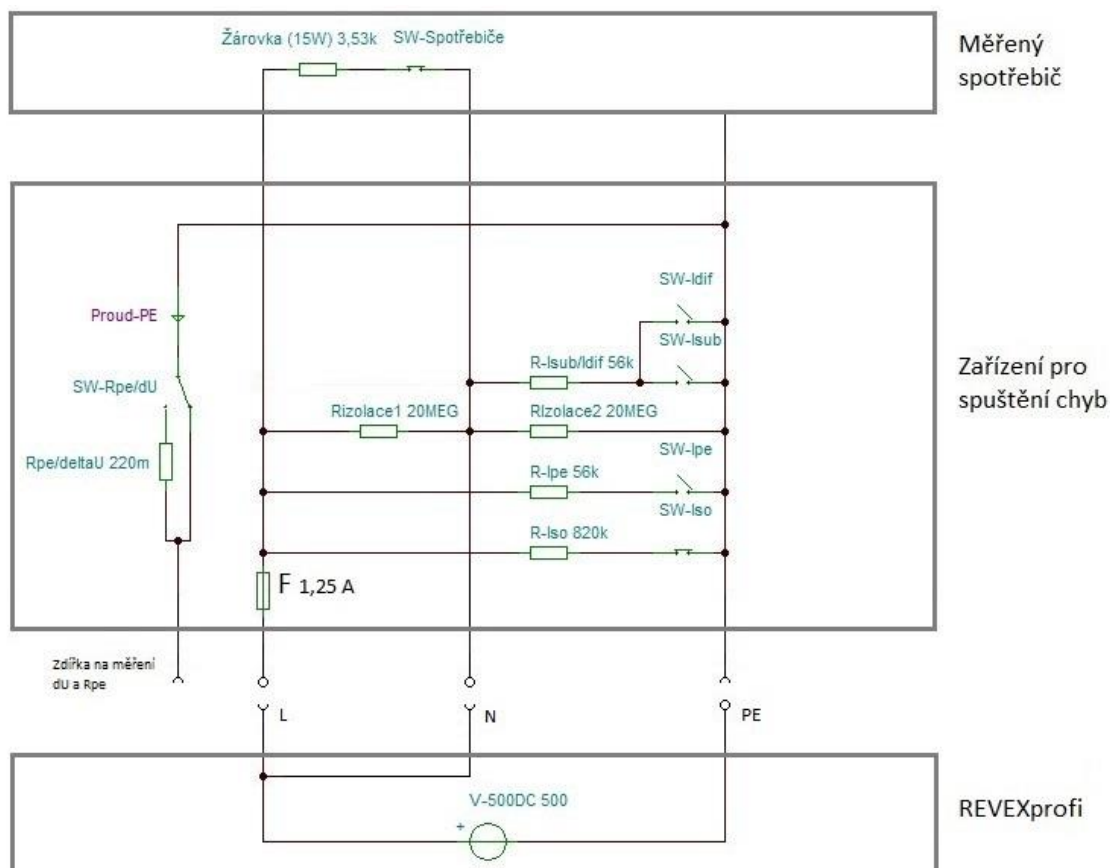 Žárovka (15W) 3,53k SW-Spotřebiče
Měřený
spotřebič
SW-Idif
Proud-PE
SW-Isub
R-Isub/Idif 56k
Zařízení pro
spuštění chyb
SW-Rpe/dU
Rizolace1 20MEG
RIzolace2 20MEG
SW-Ipe
Rpe/deltaU 220m
R-Ipe 56k
SW-Iso
R-Iso 820k
F 1,25 A
Zdířka na měření
dU a Rpe
L
N
PE
V-500DC 500
+
REVEXprofi